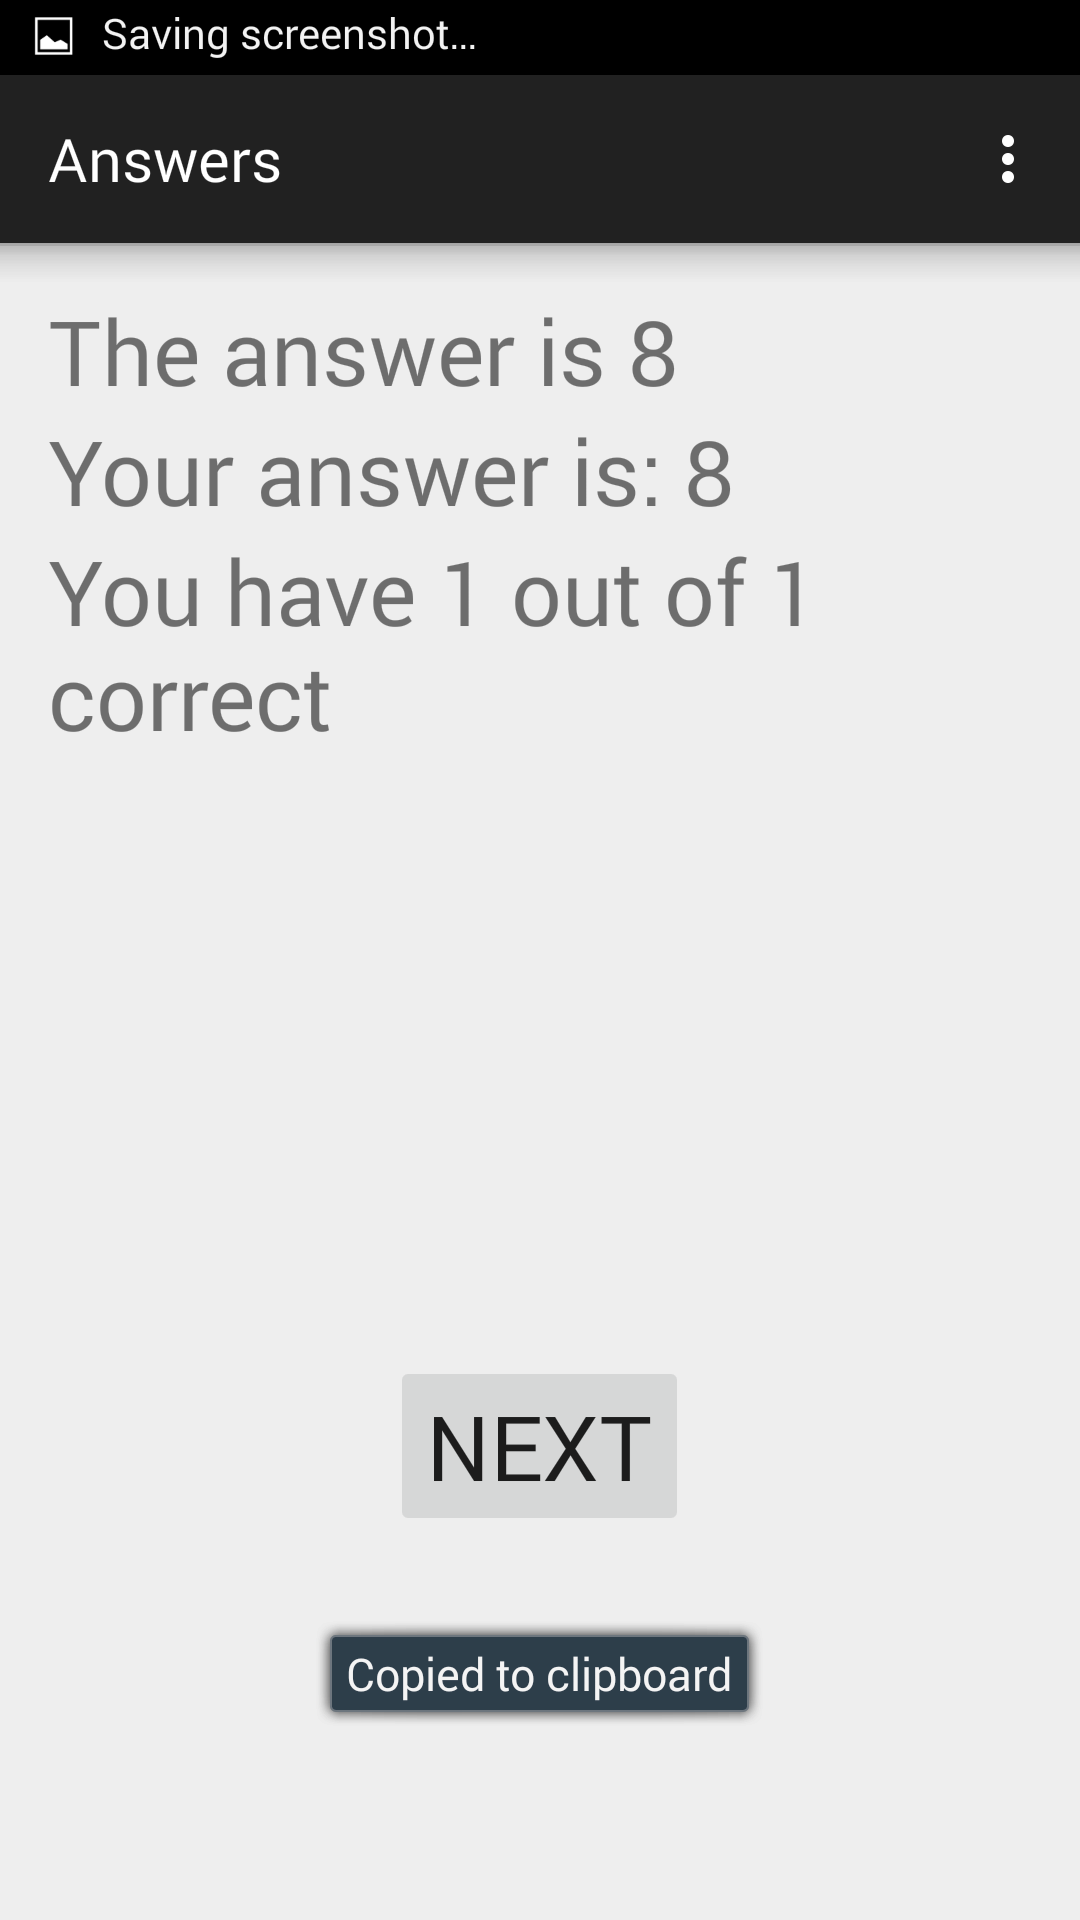 Saving screenshot...
Answers
The answer is 8
Your answer is: 8
You have 1 out of 1
correct
NEXT
Copied to clipboard